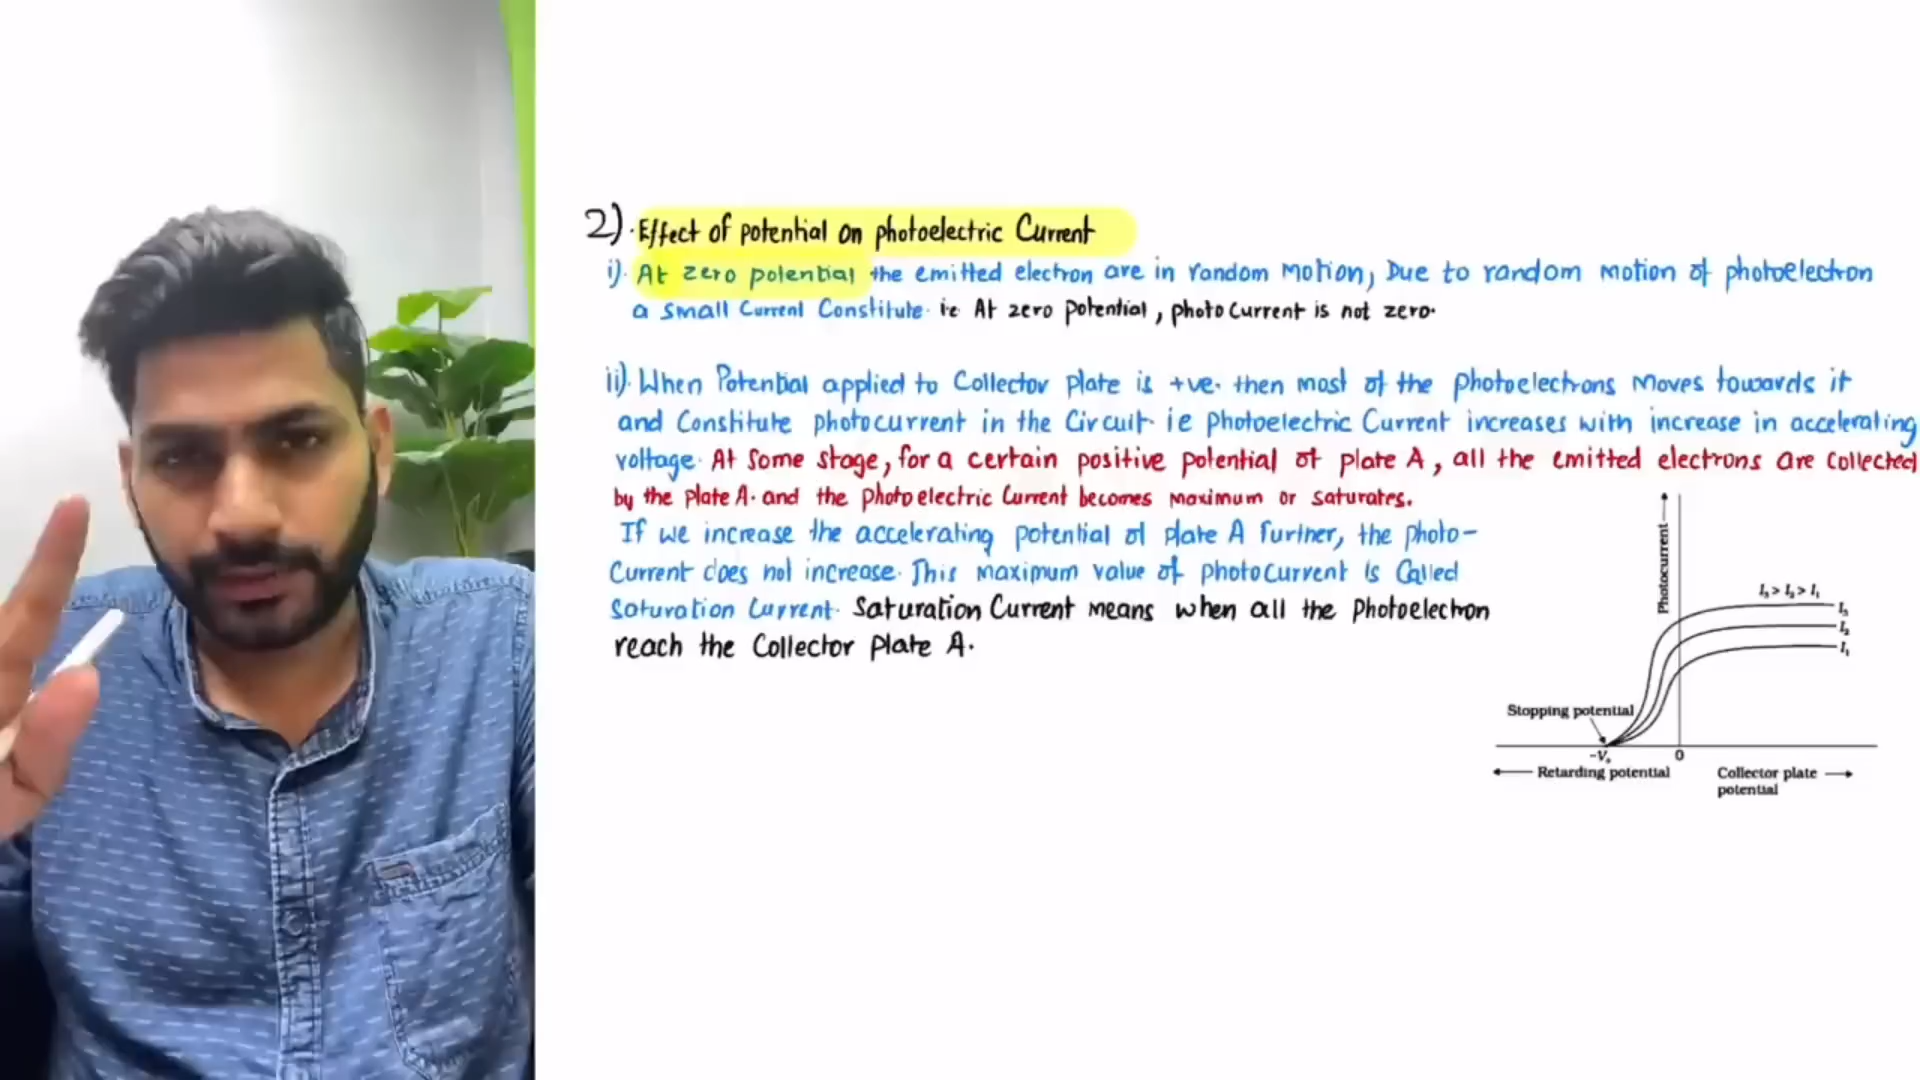 2). Effect of potential on photoelectric Current
i). At zero potential the emitted electron are in random motion, Due to random motion of photoelectron
a small Current Constitute. i.e At zero Potential, photo Current is not zero.
ii). When Potential applied to Collector plate is +ve. then most of the photoelectrons Moves towards it
and Constitute photocurrent in the Circuit. ie Photoelectric Current increases with increase in accelerating
voltage. At some stage, for a certain positive potential of plate A, all the emitted electrons are Collected
by the plate A. and the photoelectric Current becomes maximum or saturates.
If we increase the accelerating potential of plate A further, the photo-
Current does not increase. This maximum value of photocurrent is Called
Saturation Current. Saturation Current means when all the Photoelectron
reach the Collector Plate A.
Photocurrent
I₃ > I₂ > I₁
I₃
I₂
I₁
Stopping potential
-V₀
0
Retarding potential
Collector plate
potential